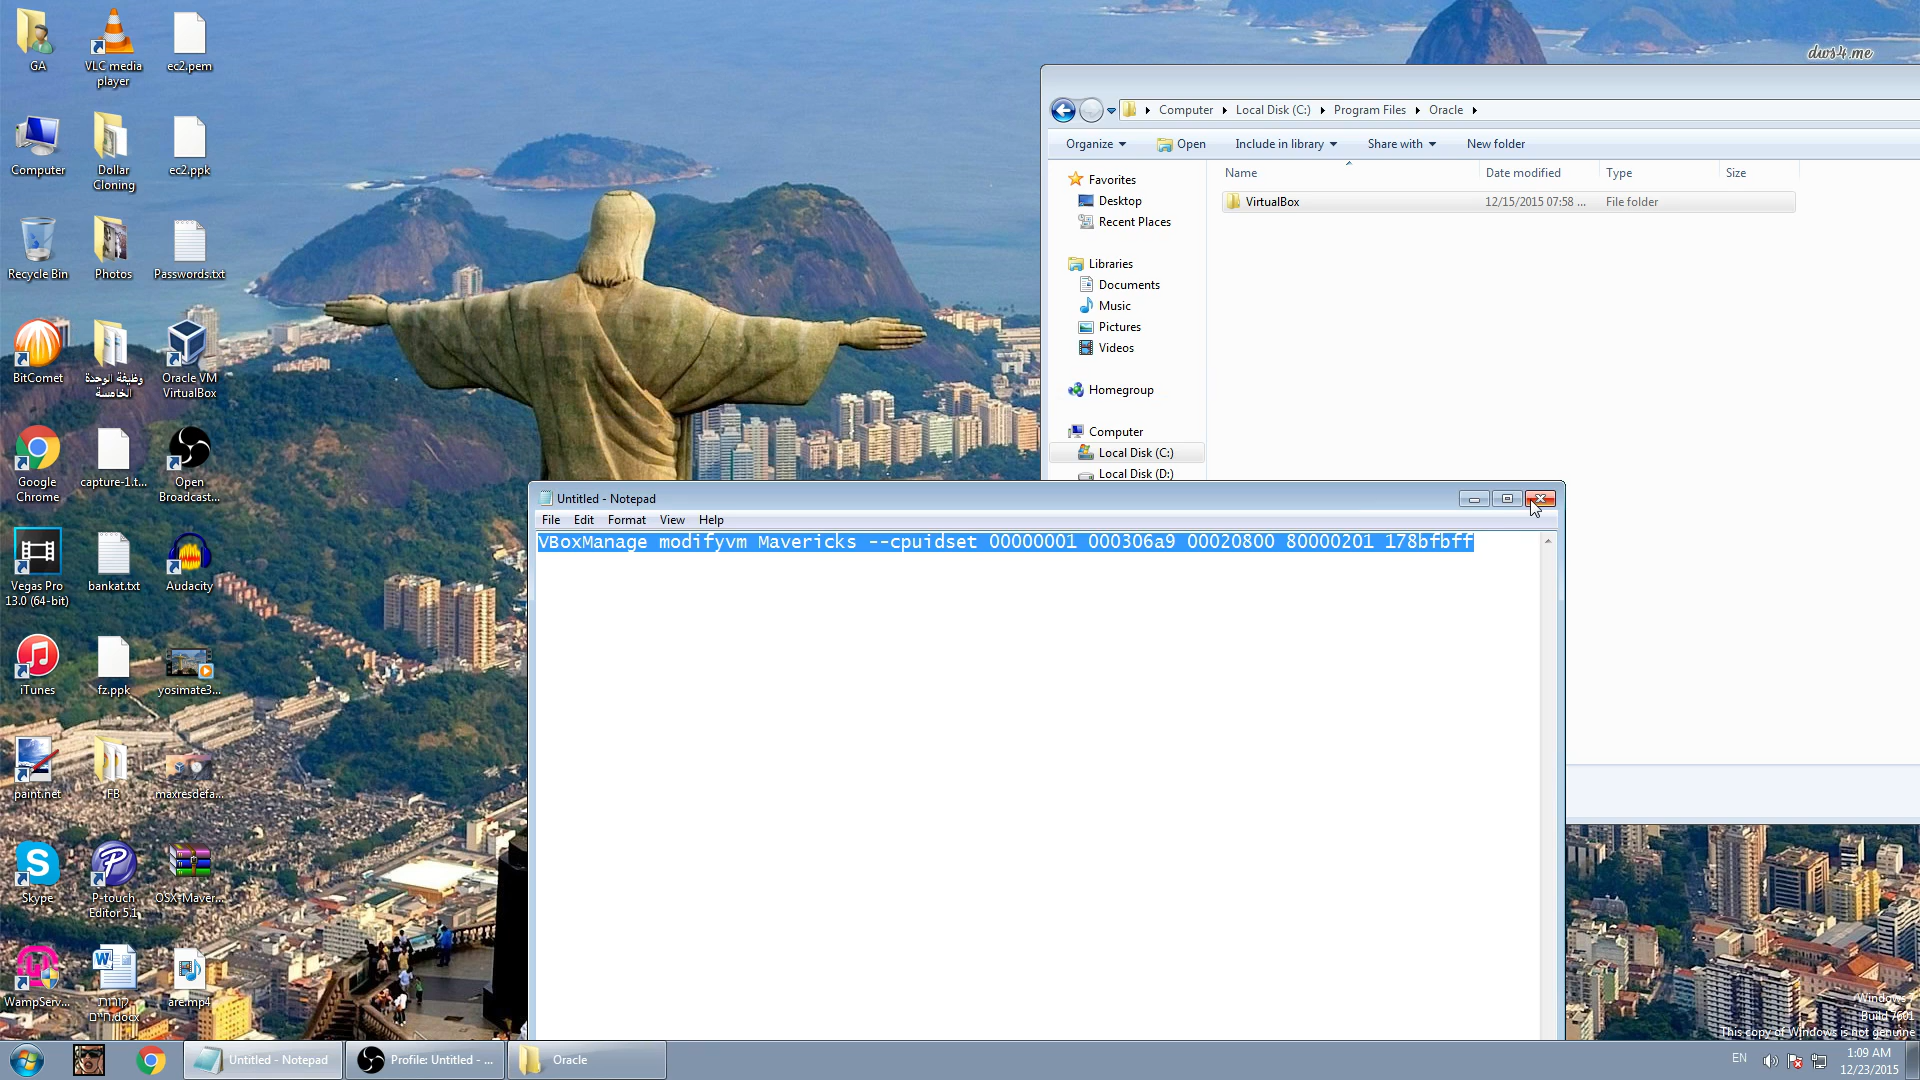 GA
VLC media
player
ec2.pem
Computer
Dollar
Cloning
ec2.ppk
Recycle Bin
Photos
Passwords.txt
BitComet
وظيفة الوحدة
الخامسة
Oracle VM
VirtualBox
Google
Chrome
capture-1.t...
Open
Broadcast...
Vegas Pro
13.0 (64-bit)
bankat.txt
Audacity
iTunes
fz.ppk
yosimate3...
paint.net
FB
maxresdefa...
Skype
P-touch
Editor 5.1
OSX-Maver...
WampServ...
קורות
חיים.docx
are.mp4
dws4.me
Computer Local Disk (C:) Program Files Oracle
Organize Open Include in library Share with New folder
Name Date modified Type Size
VirtualBox 12/15/2015 07:58 ... File folder
Favorites
Desktop
Recent Places
Libraries
Documents
Music
Pictures
Videos
Homegroup
Computer
Local Disk (C:)
Local Disk (D:)
Untitled - Notepad
File Edit Format View Help
VBoxManage modifyvm Mavericks --cpuidset 00000001 000306a9 00020800 80000201 178bfbff
Windows 7
Build 7601
This copy of Windows is not genuine
Untitled - Notepad
Profile: Untitled - ...
Oracle
EN
1:09 AM
12/23/2015